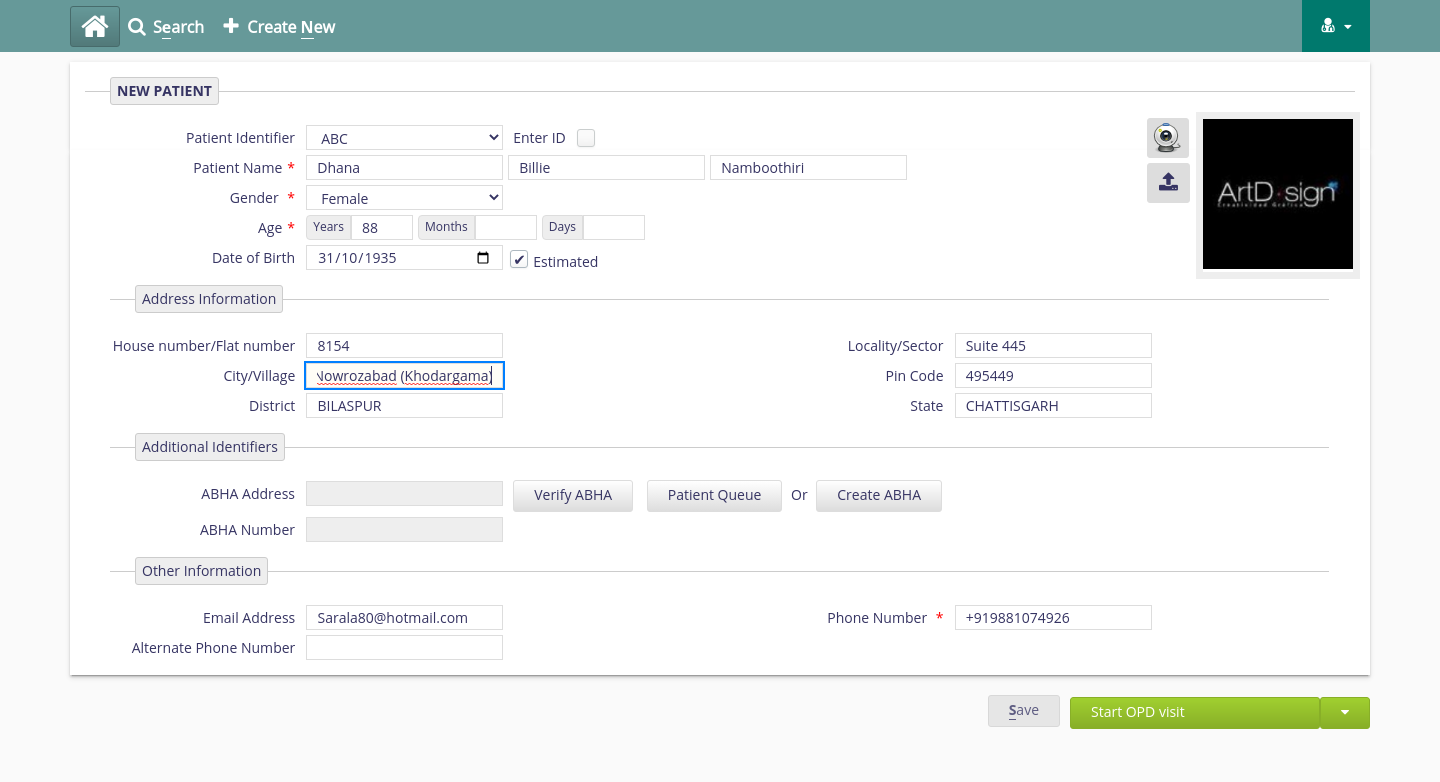 Search Create New
NEW PATIENT
Patient Identifier ABC Enter ID
Patient Name * Dhana Billie Namboothiri
Gender * Female
Age * Years 88 Months Days
Date of Birth 31/10/1935 ✔ Estimated
ArtD sign
Creatividad Gráfica
Address Information
House number/Flat number 8154 Locality/Sector Suite 445
City/Village Nowrozabad (Khodargama) Pin Code 495449
District BILASPUR State CHATTISGARH
Additional Identifiers
ABHA Address Verify ABHA Patient Queue Or Create ABHA
ABHA Number
Other Information
Email Address Sarala80@hotmail.com Phone Number * +919881074926
Alternate Phone Number
Save Start OPD visit